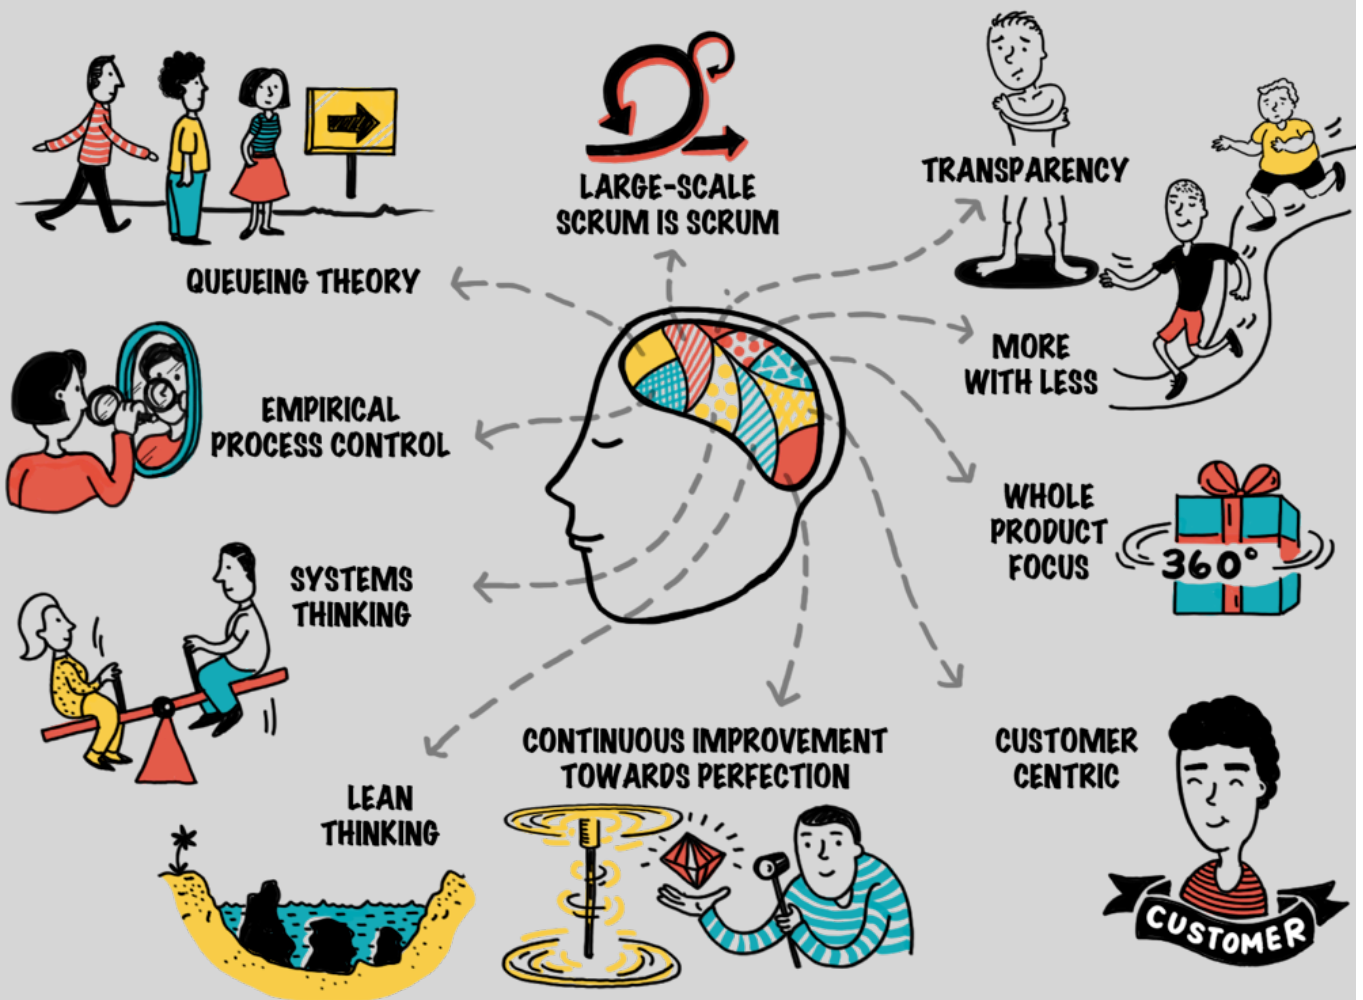 LARGE-SCALE
SCRUM IS SCRUM
TRANSPARENCY
QUEUEING THEORY
MORE
WITH LESS
EMPIRICAL
PROCESS CONTROL
WHOLE
PRODUCT
FOCUS
360°
SYSTEMS
THINKING
CONTINUOUS IMPROVEMENT
TOWARDS PERFECTION
CUSTOMER
CENTRIC
LEAN
THINKING
CUSTOMER